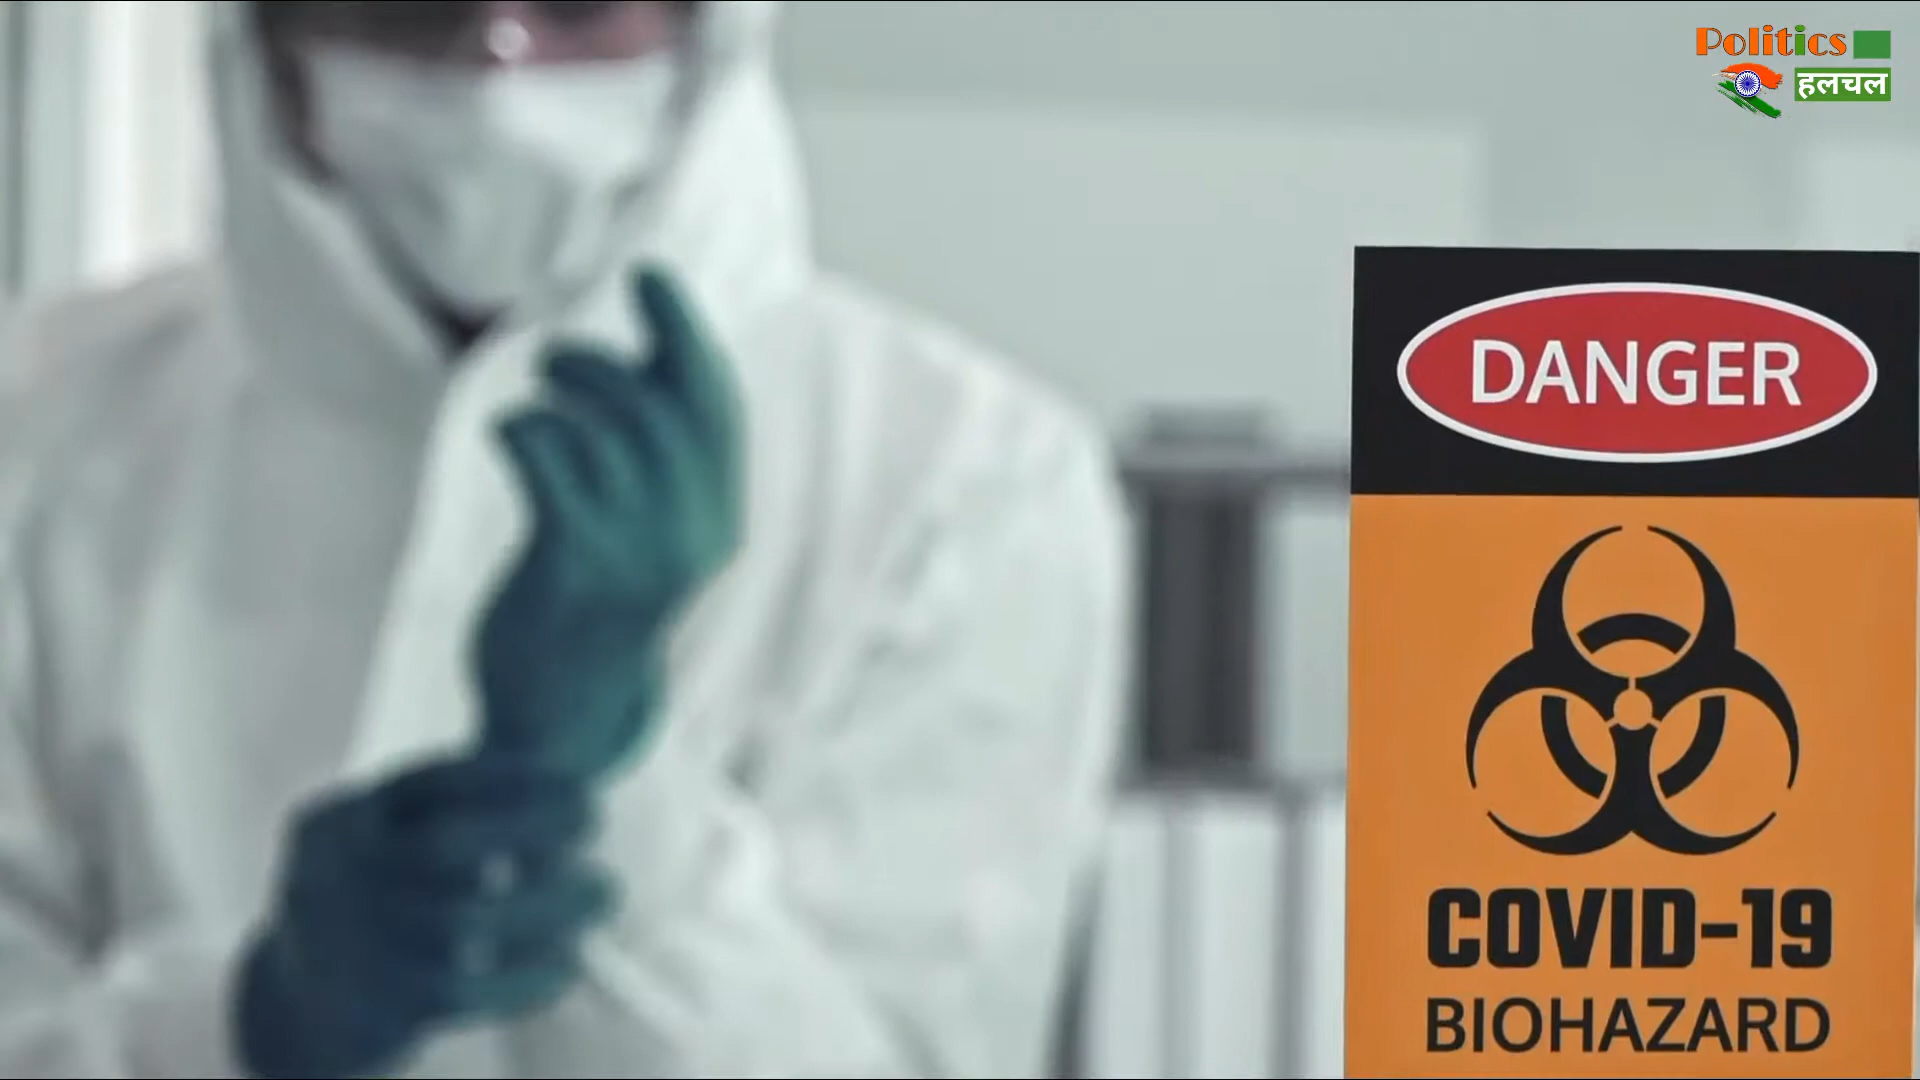 Politics
हलचल
DANGER
COVID-19
BIOHAZARD